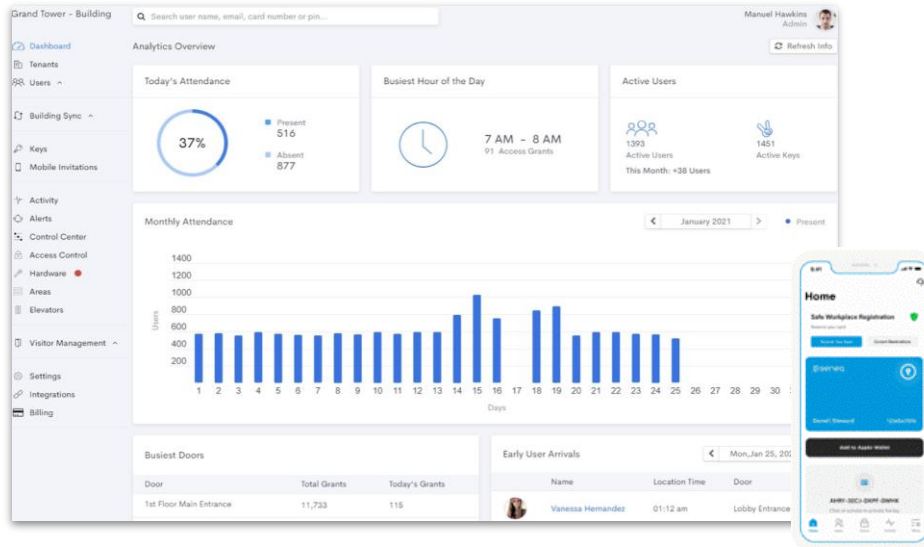 Grand Tower - Building
Search user name, email, card number or pin...
Manuel Hawkins
Admin
Dashboard
Tenants
Users
Building Sync
Keys
Mobile Invitations
Activity
Alerts
Control Center
Access Control
Hardware
Areas
Elevators
Visitor Management
Settings
Integrations
Billing
Analytics Overview
Refresh Info
Today's Attendance
37%
Present
516
Absent
877
Busiest Hour of the Day
7 AM - 8 AM
91 Access Grants
Active Users
1393
Active Users
1451
Active Keys
This Month: +38 Users
Monthly Attendance
January 2021
Present
1400
1200
1000
800
600
400
200
Users
1 2 3 4 5 6 7 8 9 10 11 12 13 14 15 16 17 18 19 20 21 22 23 24 25 26 27 28 29 30
Days
Busiest Doors
Door Total Grants Today's Grants
1st Floor Main Entrance 11,733 115
Early User Arrivals
Mon, Jan 25, 202
Name Location Time Door
Vanessa Hernandez 01:12 am Lobby Entrance
9:41
Home
Safe Workplace Registration
Add to Apple Wallet